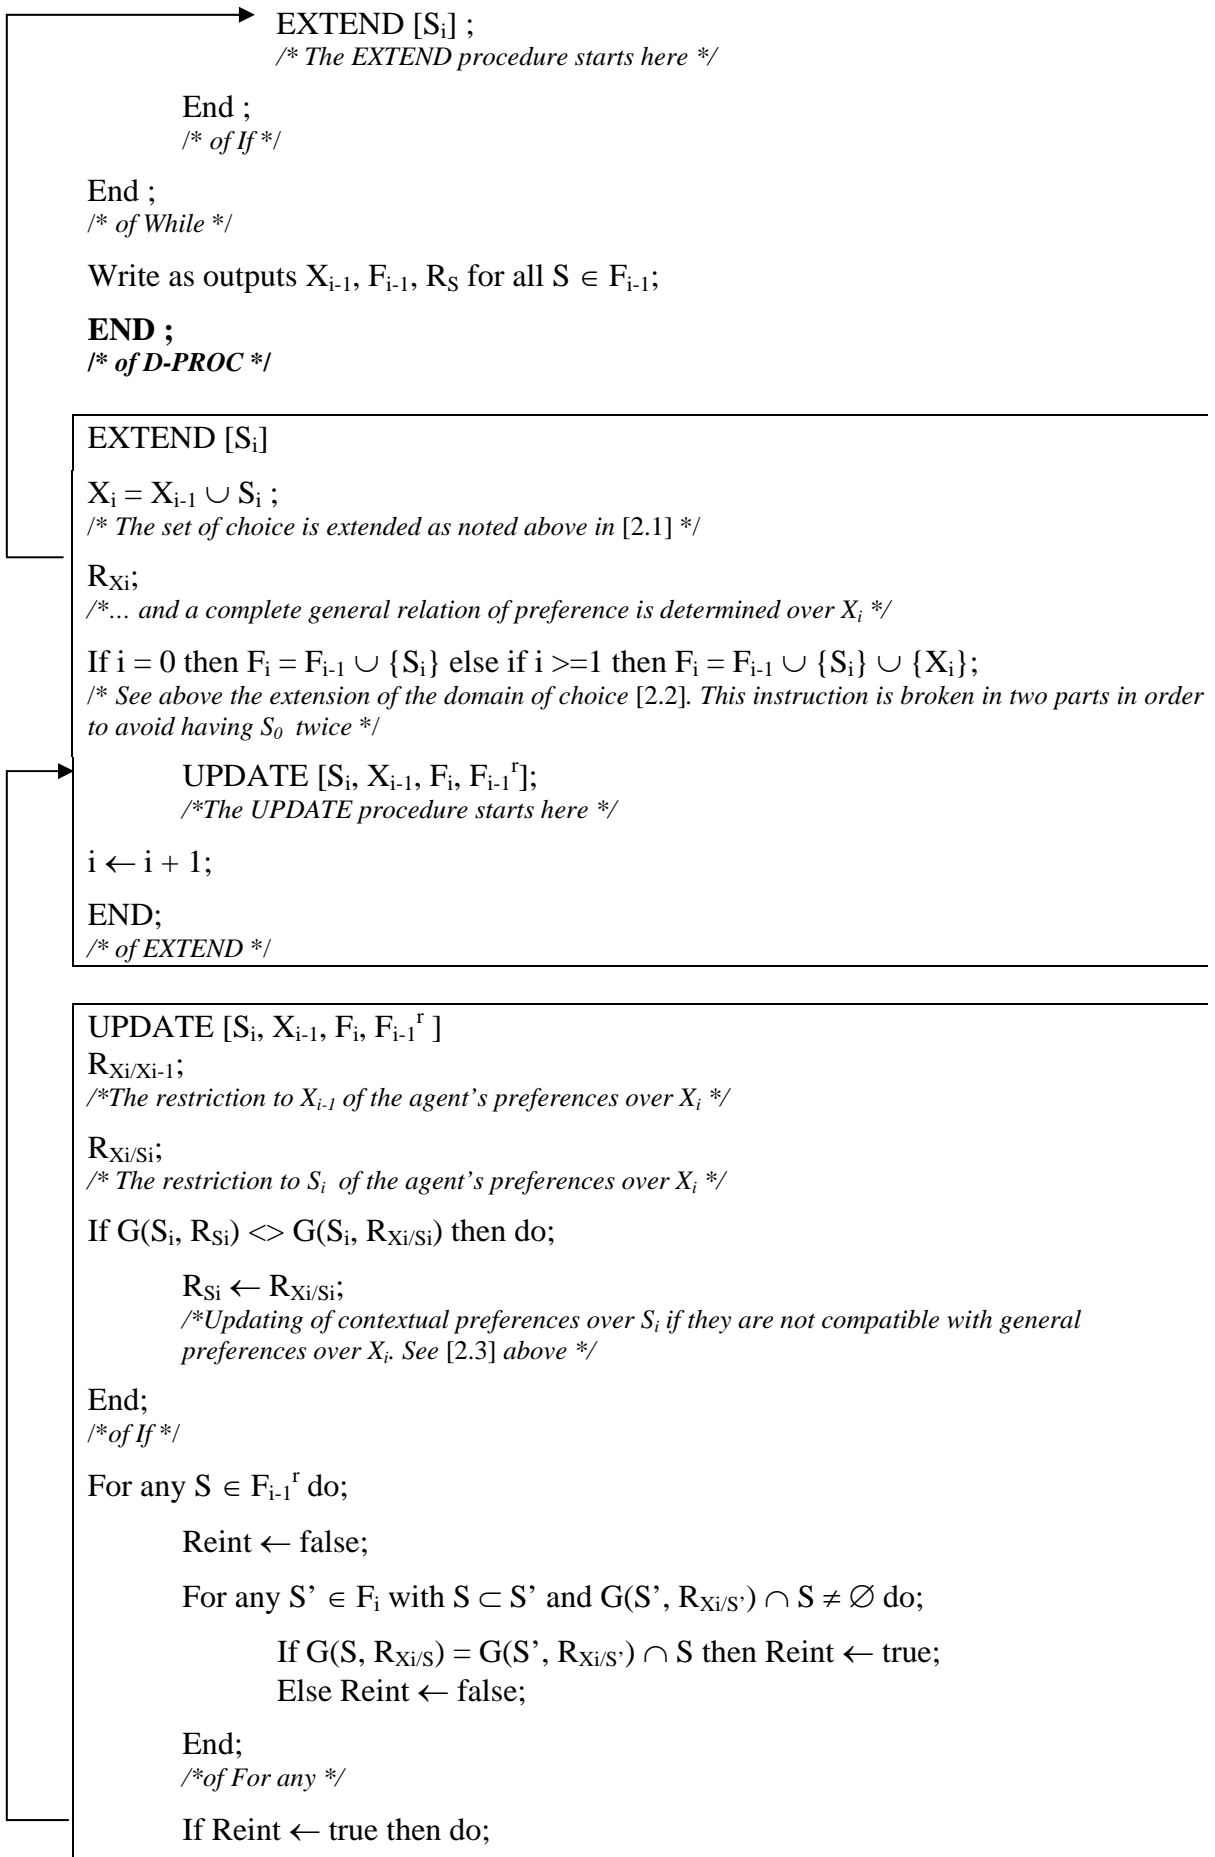 EXTEND [Sᵢ] ;
/* The EXTEND procedure starts here */
End ;
/* of If */
End ;
/* of While */
Write as outputs Xᵢ₋₁, Fᵢ₋₁, R_S for all S ∈ Fᵢ₋₁;
END ;
/* of D-PROC */
EXTEND [Sᵢ]
Xᵢ = Xᵢ₋₁ ∪ Sᵢ ;
/* The set of choice is extended as noted above in [2.1] */
R_Xi;
/*... and a complete general relation of preference is determined over Xᵢ */
If i = 0 then Fᵢ = Fᵢ₋₁ ∪ {Sᵢ} else if i >=1 then Fᵢ = Fᵢ₋₁ ∪ {Sᵢ} ∪ {Xᵢ};
/* See above the extension of the domain of choice [2.2]. This instruction is broken in two parts in order
to avoid having S₀ twice */
UPDATE [Sᵢ, Xᵢ₋₁, Fᵢ, Fᵢ₋₁ʳ];
/*The UPDATE procedure starts here */
i ← i + 1;
END;
/* of EXTEND */
UPDATE [Sᵢ, Xᵢ₋₁, Fᵢ, Fᵢ₋₁ʳ ]
R_Xi/Xi-1;
/*The restriction to Xᵢ₋₁ of the agent's preferences over Xᵢ */
R_Xi/Si;
/* The restriction to Sᵢ of the agent's preferences over Xᵢ */
If G(Sᵢ, R_Si) <> G(Sᵢ, R_Xi/Si) then do;
R_Si ← R_Xi/Si;
/*Updating of contextual preferences over Sᵢ if they are not compatible with general
preferences over Xᵢ. See [2.3] above */
End;
/*of If */
For any S ∈ Fᵢ₋₁ʳ do;
Reint ← false;
For any S' ∈ Fᵢ with S ⊂ S' and G(S', R_Xi/S') ∩ S ≠ ∅ do;
If G(S, R_Xi/S) = G(S', R_Xi/S') ∩ S then Reint ← true;
Else Reint ← false;
End;
/*of For any */
If Reint ← true then do;